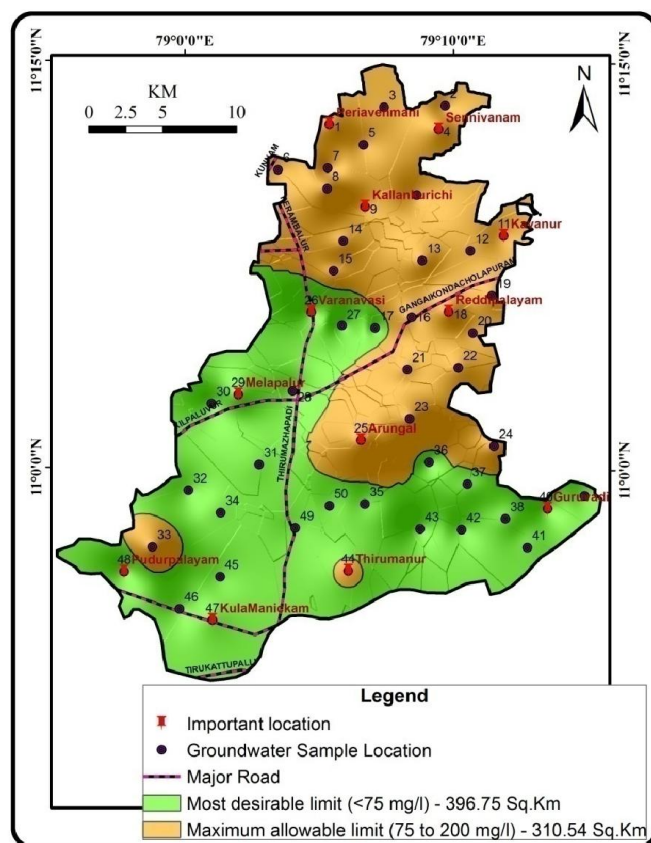 79°0'0"E
79°10'0"E
11°15'0"N
11°15'0"N
KM
0 2.5 5 10
N
3
2
Periavenmani
1
Sennivanam
4
5
KUNNAM
6
7
8
Kallankurichi
9
PERAMBALUR
11
Kavanur
14
13
12
15
GANGAIKONDACHOLAPURAM
19
Varanavasi
26
27
17
16
Reddipalayam
18
20
21
22
29
Melapalur
30
28
KILPALUVUR
THIRUMAZHAPADI
23
25
Arungal
24
11°0'0"N
11°0'0"N
31
36
37
32
34
50
35
40
Guruvadi
38
49
43
42
41
33
48
Pudurpalayam
44
Thirumanur
45
46
47
KulaManickam
TIRUKATTUPALLI
Legend
Important location
Groundwater Sample Location
Major Road
Most desirable limit (<75 mg/l) - 396.75 Sq.Km
Maximum allowable limit (75 to 200 mg/l) - 310.54 Sq.Km